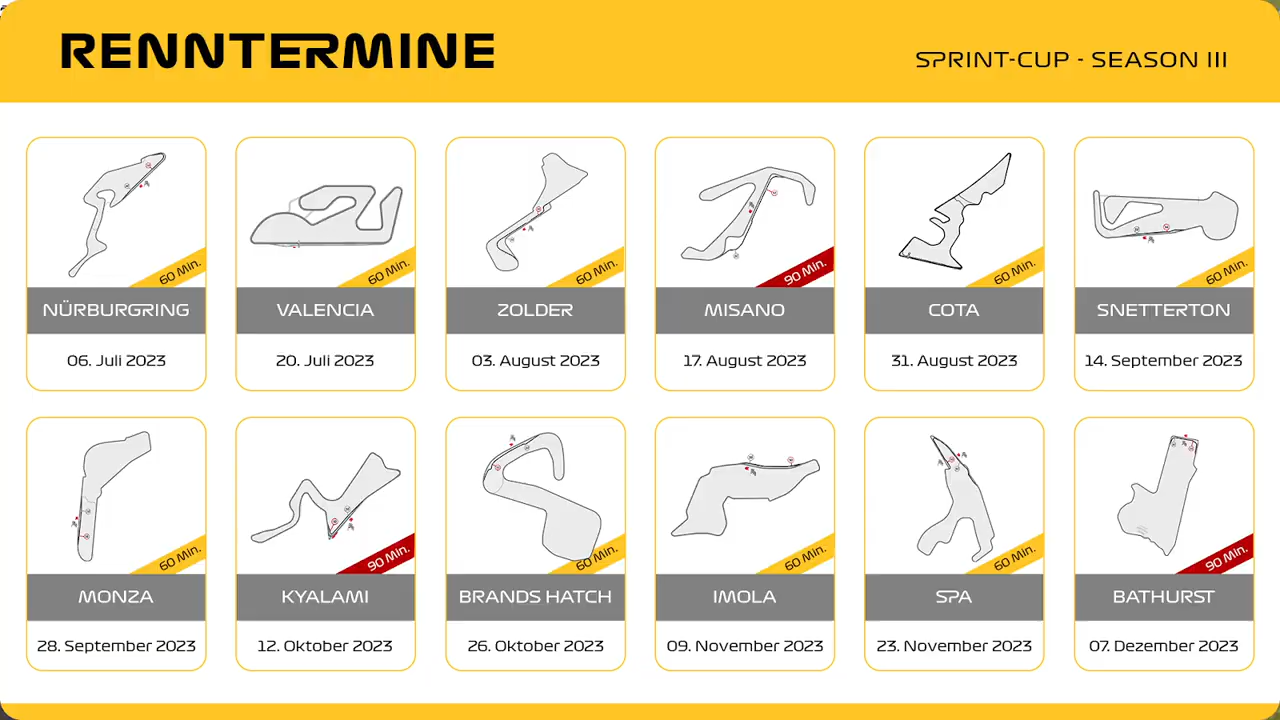 RENNTERMINE
SPRINT-CUP - SEASON III
60 Min.
NÜRBURGRING
06. Juli 2023
60 Min.
VALENCIA
20. Juli 2023
60 Min.
ZOLDER
03. August 2023
90 Min.
MISANO
17. August 2023
60 Min.
COTA
31. August 2023
60 Min.
SNETTERTON
14. September 2023
60 Min.
MONZA
28. September 2023
90 Min.
KYALAMI
12. Oktober 2023
60 Min.
BRANDS HATCH
26. Oktober 2023
60 Min.
IMOLA
09. November 2023
60 Min.
SPA
23. November 2023
90 Min.
BATHURST
07. Dezember 2023